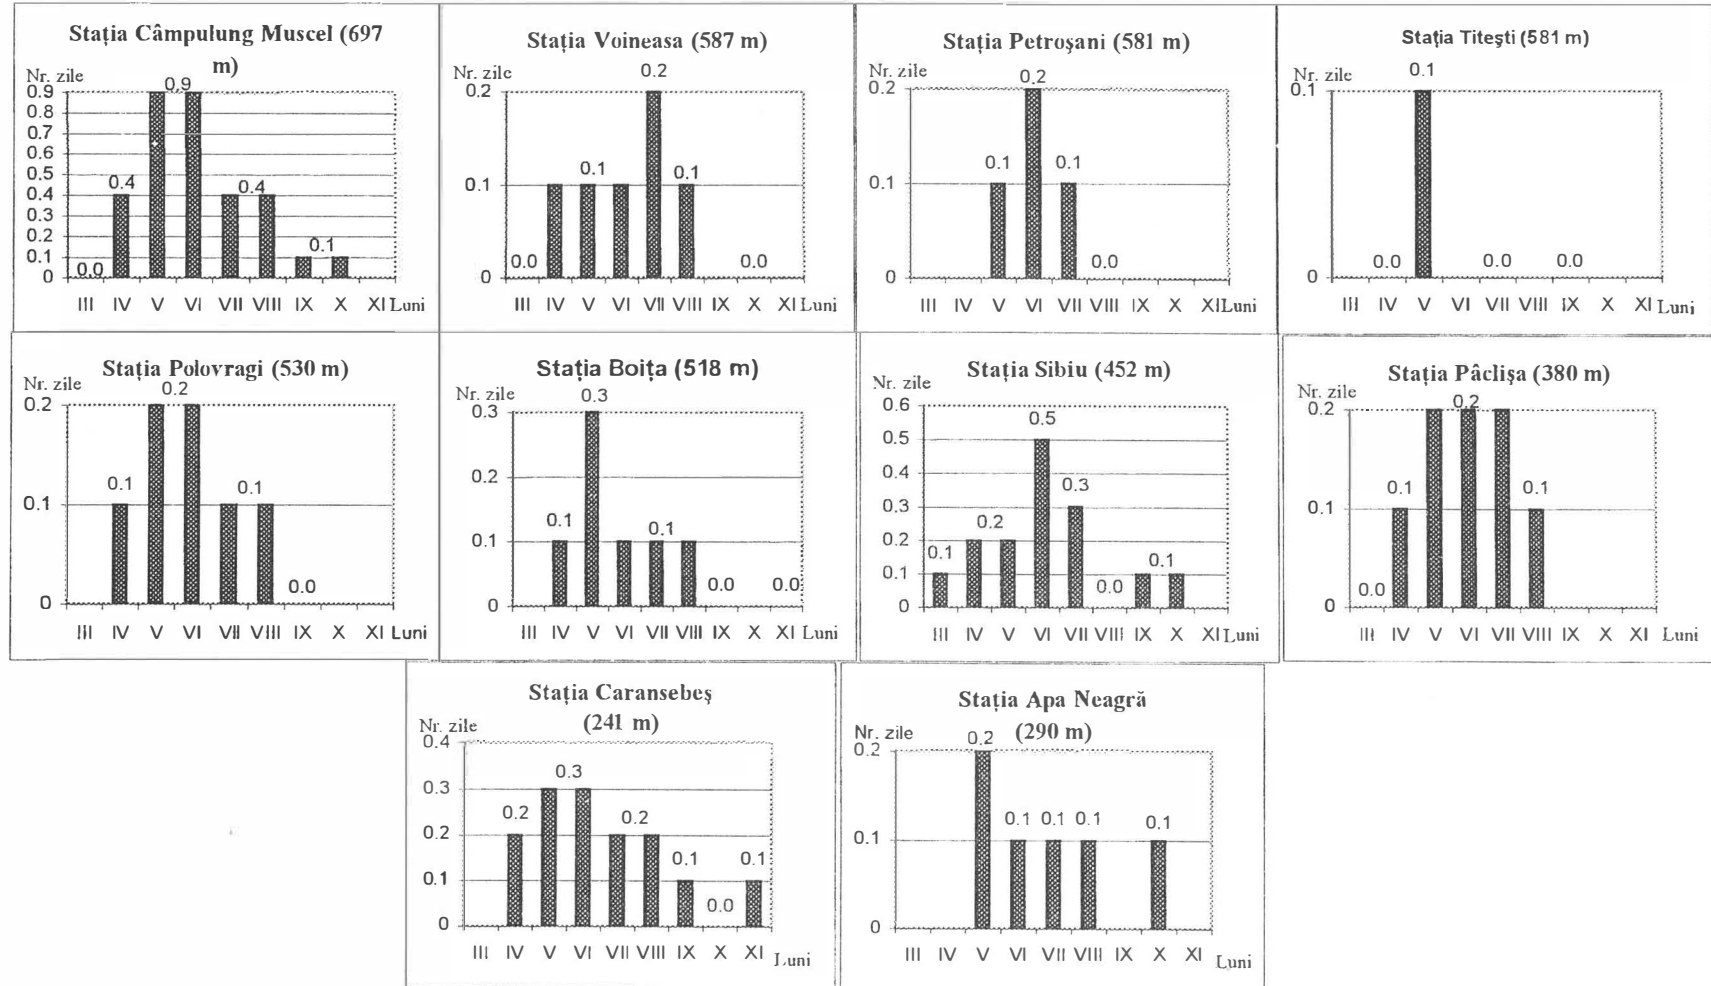 Stația Câmpulung Muscel (697
m)
Nr. zile
0.9
0.9
0.8
0.7
0.6
0.5
0.4
0.4
0.4
0.3
0.2
0.1
0.1
0
0.0
III IV V VI VII VIII IX X XI Luni
Stația Voineasa (587 m)
Nr. zile
0.2
0.2
0.1
0.1
0.1
0.0
0.0
0
III IV V VI VII VIII IX X XI Luni
Stația Petroșani (581 m)
Nr. zile
0.2
0.2
0.1
0.1
0.1
0.0
0
III IV V VI VII VIII IX X XI Luni
Stația Titești (581 m)
Nr. zile
0.1
0.1
0.0
0.0
0.0
0
III IV V VI VII VIII IX X XI Luni
Stația Polovragi (530 m)
Nr. zile
0.2
0.2
0.1
0.1
0.1
0.0
0
III IV V VI VII VIII IX X XI Luni
Stația Boița (518 m)
Nr. zile
0.3
0.3
0.2
0.1
0.1
0.1
0.0
0.0
0
III IV V VI VII VIII IX X XI Luni
Stația Sibiu (452 m)
Nr. zile
0.6
0.5
0.5
0.4
0.3
0.3
0.2
0.2
0.1
0.1
0.1
0.0
0
III IV V VI VII VIII IX X XI Luni
Stația Pâclișa (380 m)
Nr. zile
0.2
0.2
0.1
0.1
0.1
0.0
0
III IV V VI VII VIII IX X XI Luni
Stația Caransebeș
(241 m)
Nr. zile
0.4
0.3
0.3
0.2
0.2
0.2
0.1
0.1
0.1
0.0
0
III IV V VI VII VIII IX X XI Luni
Stația Apa Neagră
(290 m)
Nr. zile
0.2
0.2
0.1
0.1
0.1
0.1
0.1
0
III IV V VI VII VIII IX X XI Luni